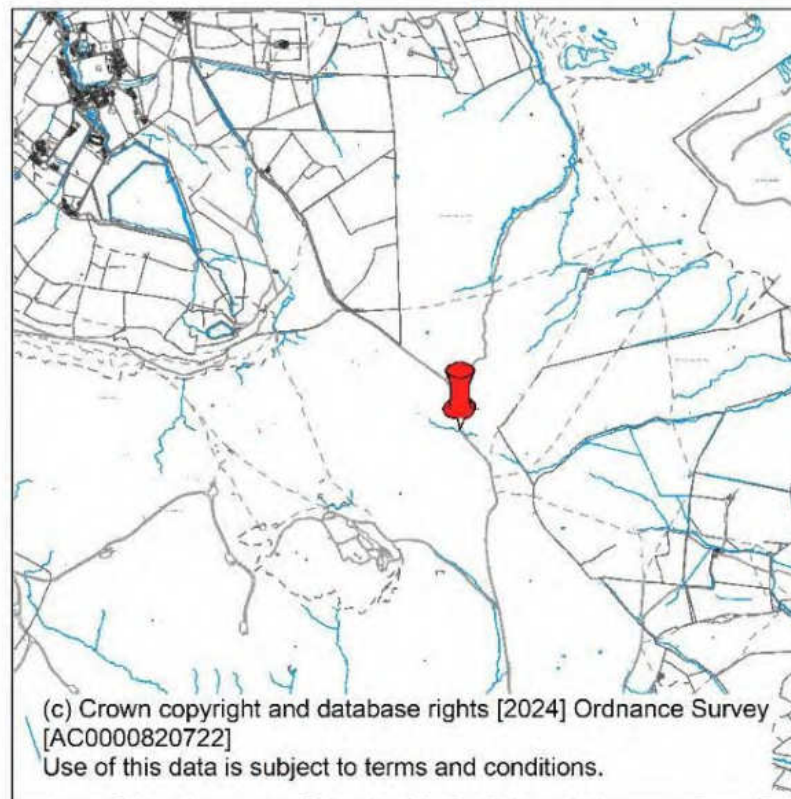 (c) Crown copyright and database rights [2024] Ordnance Survey
[AC0000820722]
Use of this data is subject to terms and conditions.